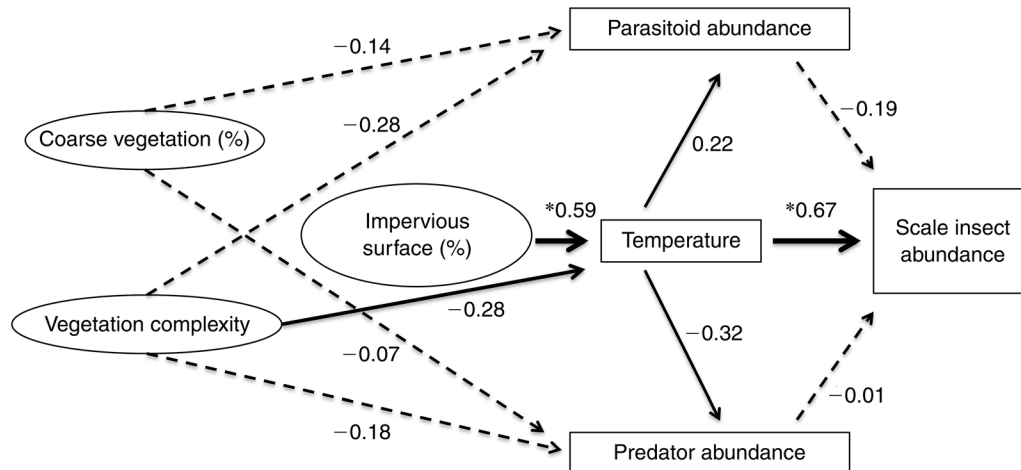 Parasitoid abundance
−0.14
−0.28
−0.19
Coarse vegetation (%)
0.22
Impervious
surface (%)
*0.59
Temperature
*0.67
Scale insect
abundance
Vegetation complexity
−0.28
−0.32
−0.07
−0.01
−0.18
Predator abundance